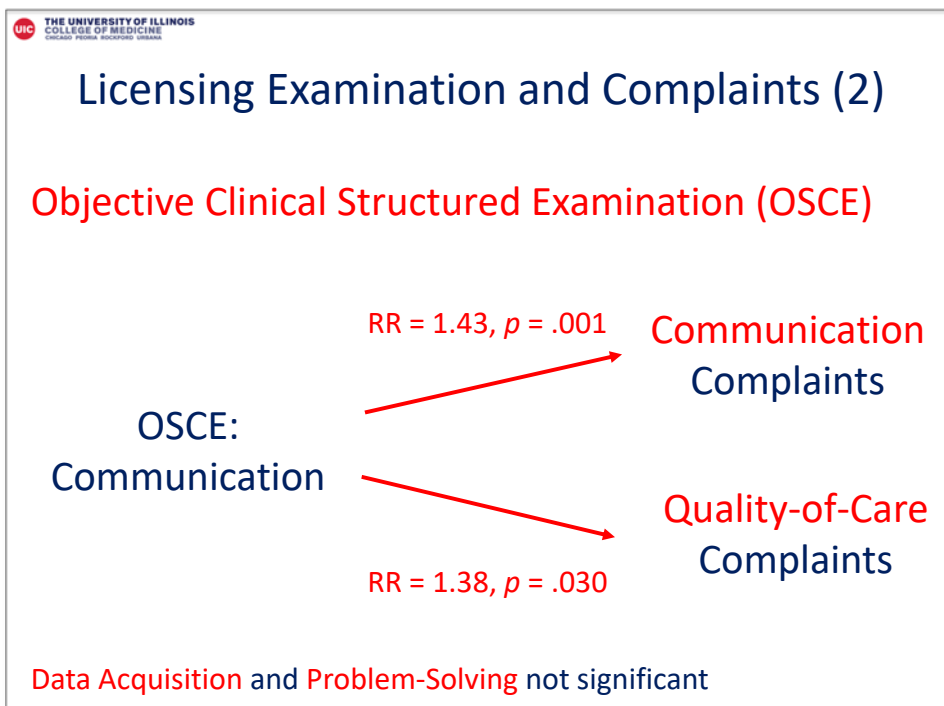 UIC
THE UNIVERSITY OF ILLINOIS
COLLEGE OF MEDICINE
CHICAGO PEORIA ROCKFORD URBANA
Licensing Examination and Complaints (2)
Objective Clinical Structured Examination (OSCE)
RR = 1.43, p = .001
Communication
Complaints
OSCE:
Communication
Quality-of-Care
Complaints
RR = 1.38, p = .030
Data Acquisition and Problem-Solving not significant